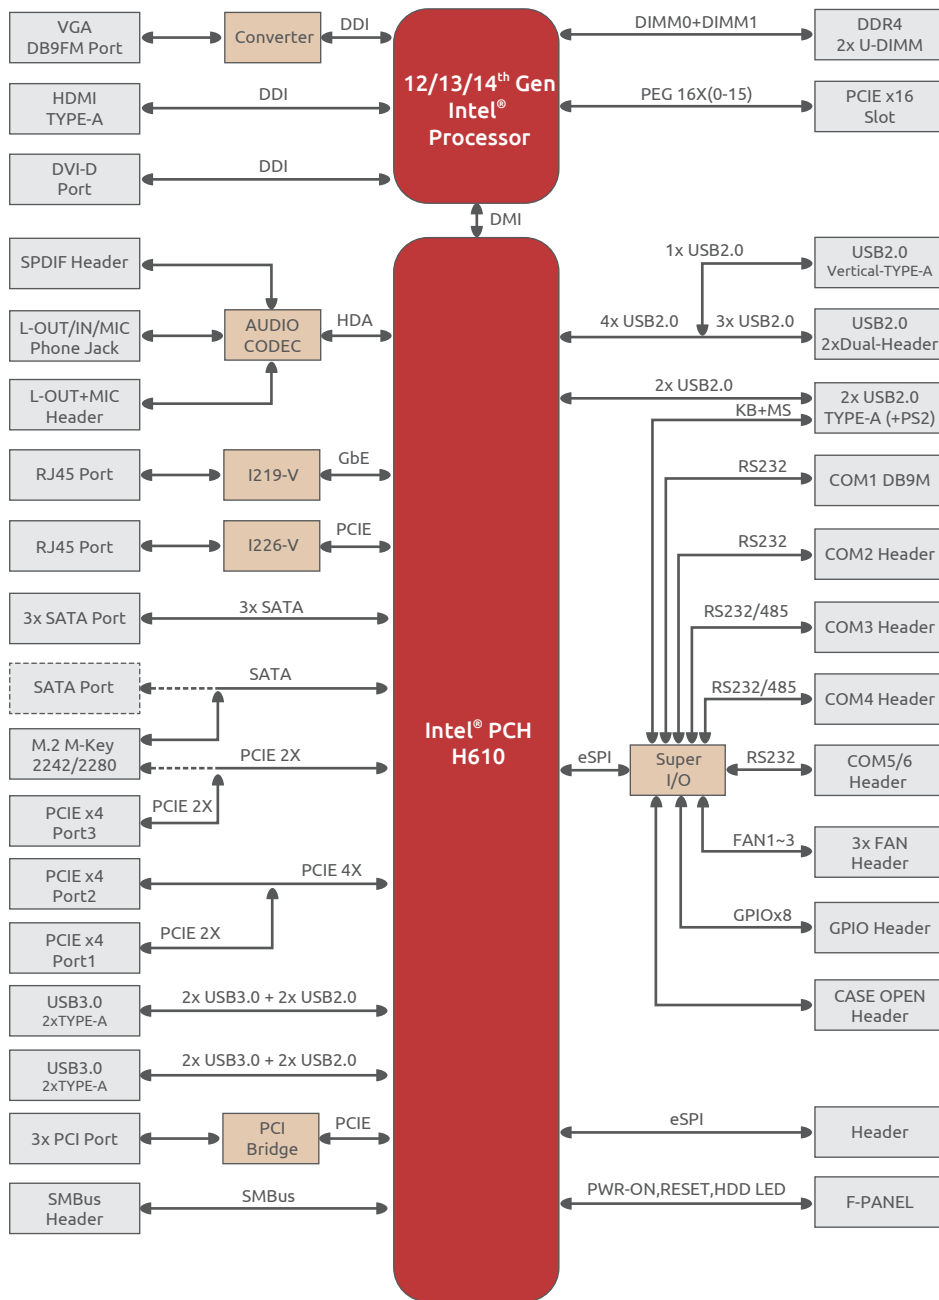 VGA
DB9FM Port
Converter
DDI
HDMI
TYPE-A
DDI
DVI-D
Port
DDI
12/13/14th Gen
Intel®
Processor
DIMM0+DIMM1
DDR4
2x U-DIMM
PEG 16X(0-15)
PCIE x16
Slot
DMI
SPDIF Header
L-OUT/IN/MIC
Phone Jack
AUDIO
CODEC
HDA
L-OUT+MIC
Header
RJ45 Port
I219-V
GbE
RJ45 Port
I226-V
PCIE
3x SATA Port
3x SATA
SATA Port
SATA
M.2 M-Key
2242/2280
PCIE 2X
PCIE x4
Port3
PCIE 2X
PCIE x4
Port2
PCIE 4X
PCIE x4
Port1
PCIE 2X
USB3.0
2xTYPE-A
2x USB3.0 + 2x USB2.0
USB3.0
2xTYPE-A
2x USB3.0 + 2x USB2.0
3x PCI Port
PCI
Bridge
PCIE
SMBus
Header
SMBus
Intel® PCH
H610
1x USB2.0
USB2.0
Vertical-TYPE-A
4x USB2.0
3x USB2.0
USB2.0
2xDual-Header
2x USB2.0
KB+MS
2x USB2.0
TYPE-A (+PS2)
RS232
COM1 DB9M
RS232
COM2 Header
RS232/485
COM3 Header
RS232/485
COM4 Header
eSPI
Super
I/O
RS232
COM5/6
Header
FAN1~3
3x FAN
Header
GPIOx8
GPIO Header
CASE OPEN
Header
eSPI
Header
PWR-ON,RESET,HDD LED
F-PANEL